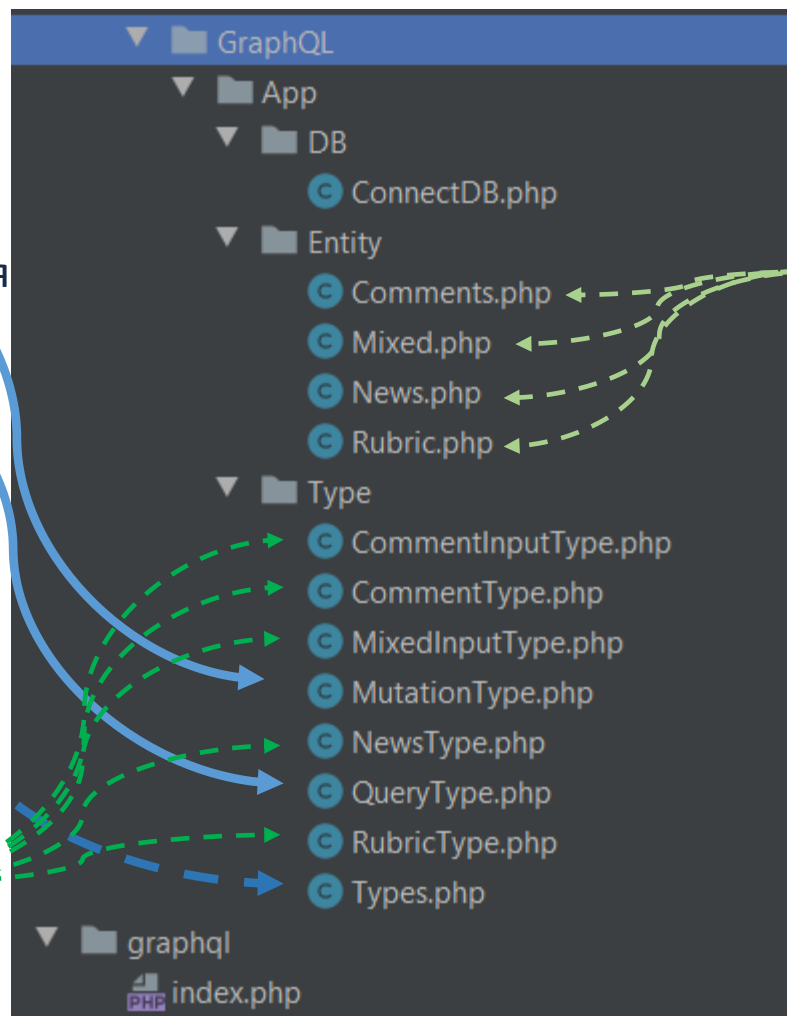 GraphQL
App
DB
C ConnectDB.php
Entity
я
C Comments.php
C Mixed.php
C News.php
C Rubric.php
Type
C CommentInputType.php
C CommentType.php
C MixedInputType.php
C MutationType.php
C NewsType.php
C QueryType.php
C RubricType.php
C Types.php
graphql
PHP index.php